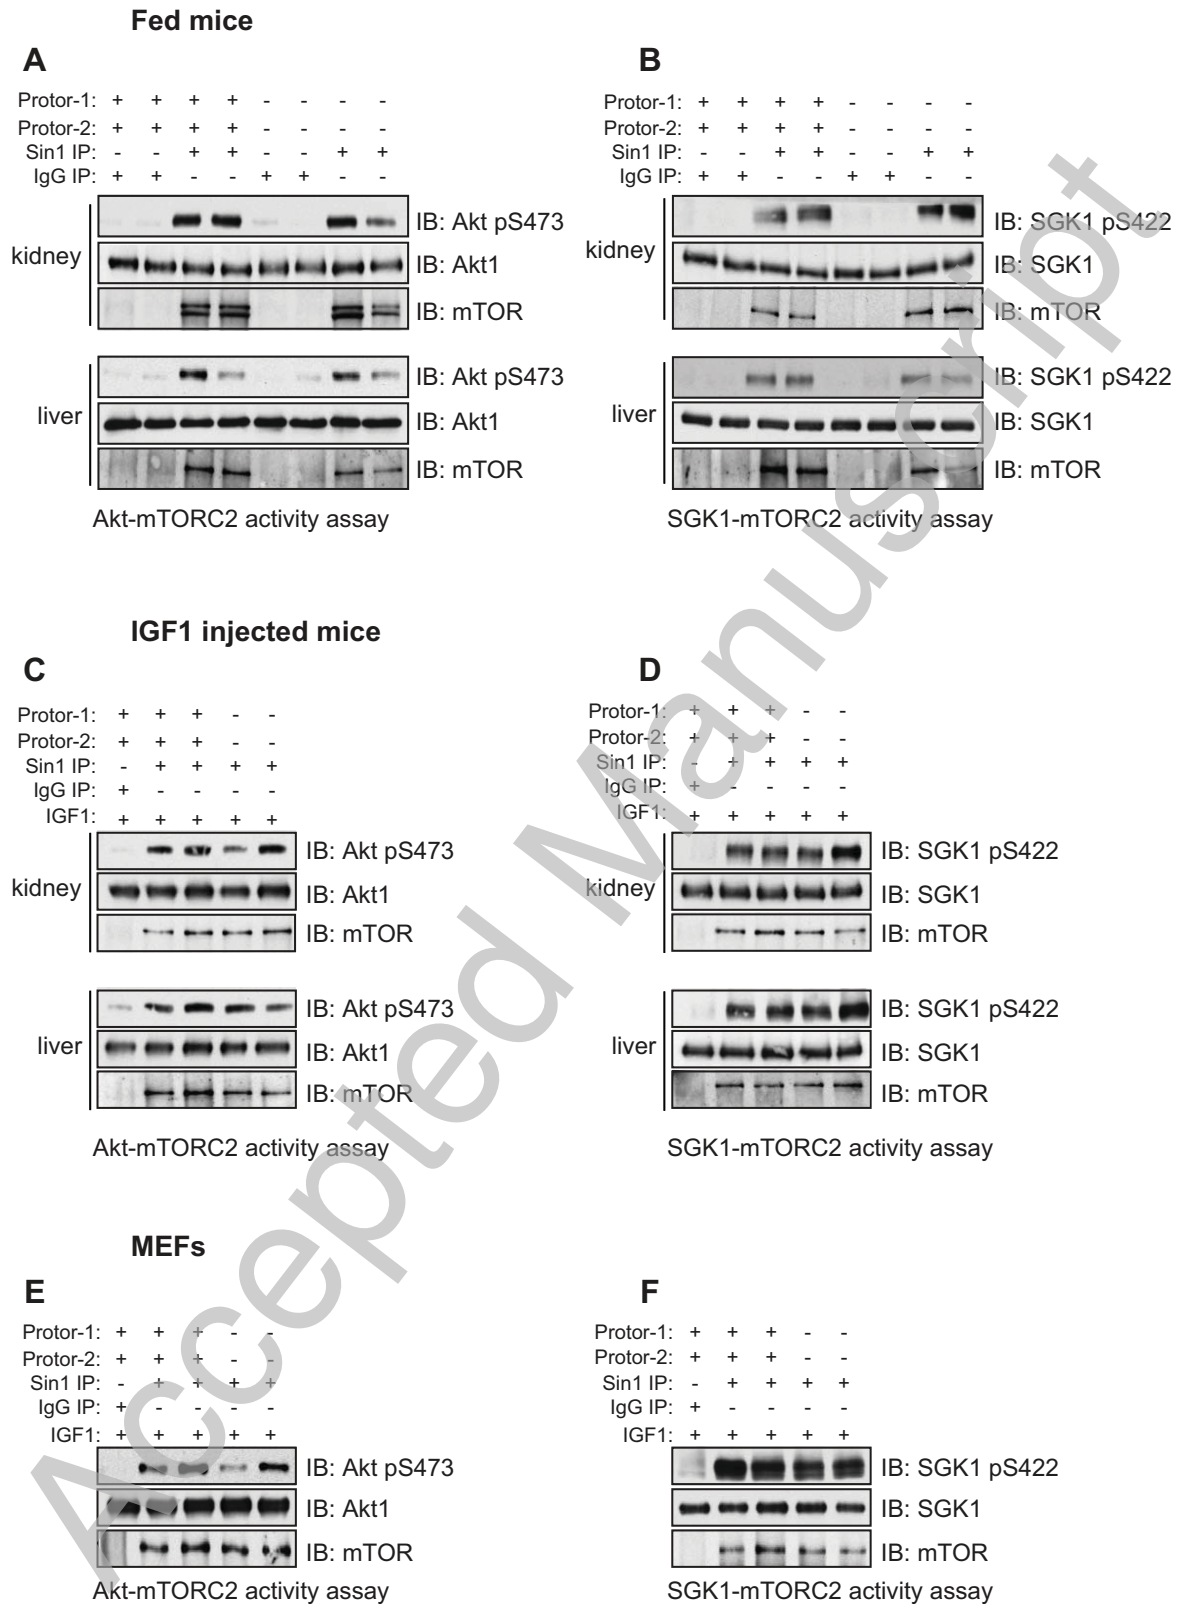 Fed mice
A
Protor-1: + + + + - - - -
Protor-2: + + + + - - - -
Sin1 IP: - - + + - - + +
IgG IP: + + - - + + - -
kidney
IB: Akt pS473
IB: Akt1
IB: mTOR
liver
IB: Akt pS473
IB: Akt1
IB: mTOR
Akt-mTORC2 activity assay
B
Protor-1: + + + + - - - -
Protor-2: + + + + - - - -
Sin1 IP: - - + + - - + +
IgG IP: + + - - + + - -
kidney
IB: SGK1 pS422
IB: SGK1
IB: mTOR
liver
IB: SGK1 pS422
IB: SGK1
IB: mTOR
SGK1-mTORC2 activity assay
IGF1 injected mice
C
Protor-1: + + + - -
Protor-2: + + + - -
Sin1 IP: - + + + +
IgG IP: + - - - -
IGF1: + + + + +
kidney
IB: Akt pS473
IB: Akt1
IB: mTOR
liver
IB: Akt pS473
IB: Akt1
IB: mTOR
Akt-mTORC2 activity assay
D
Protor-1: + + + - -
Protor-2: + + + - -
Sin1 IP: - + + + +
IgG IP: + - - - -
IGF1: + + + + +
kidney
IB: SGK1 pS422
IB: SGK1
IB: mTOR
liver
IB: SGK1 pS422
IB: SGK1
IB: mTOR
SGK1-mTORC2 activity assay
MEFs
E
Protor-1: + + + - -
Protor-2: + + + - -
Sin1 IP: - + + + +
IgG IP: + - - - -
IGF1: + + + + +
IB: Akt pS473
IB: Akt1
IB: mTOR
Akt-mTORC2 activity assay
F
Protor-1: + + + - -
Protor-2: + + + - -
Sin1 IP: - + + + +
IgG IP: + - - - -
IGF1: + + + + +
IB: SGK1 pS422
IB: SGK1
IB: mTOR
SGK1-mTORC2 activity assay
Accepted Manuscript